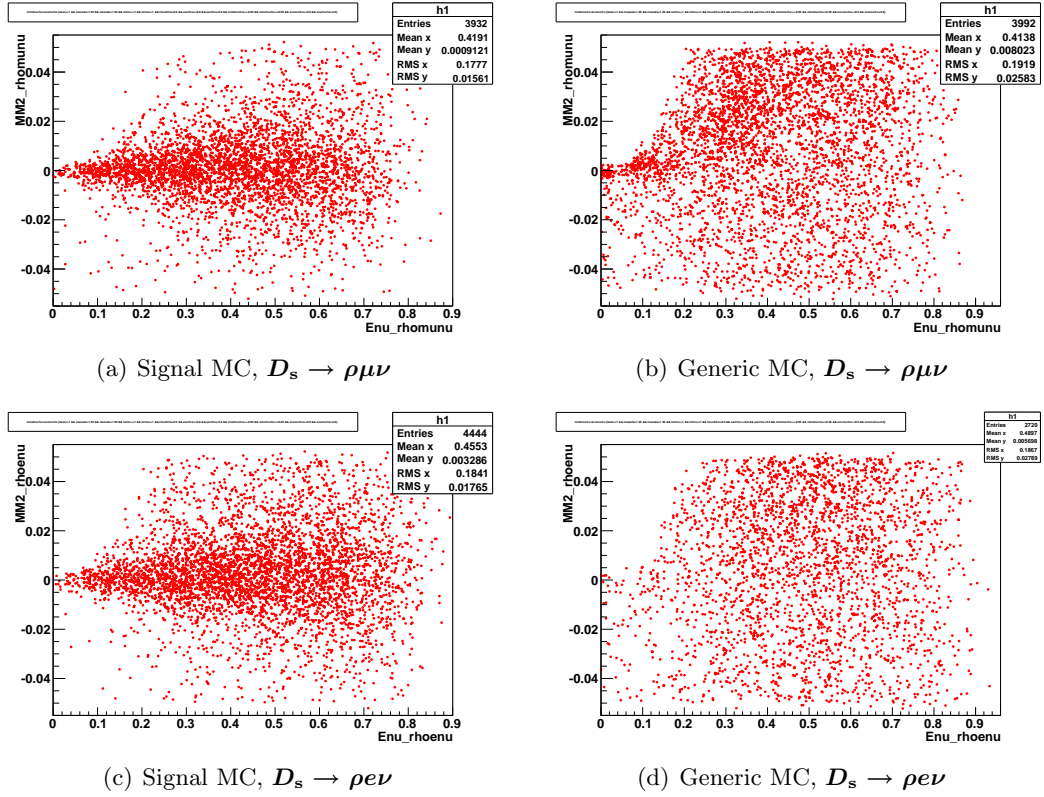 h1
Entries 3932
Mean x 0.4191
Mean y 0.0009121
RMS x 0.1777
RMS y 0.01561
MM2_rhomunu
0.04
0.02
0
-0.02
-0.04
0 0.1 0.2 0.3 0.4 0.5 0.6 0.7 0.8 0.9
Enu_rhomunu
(a) Signal MC, Dₛ → ρμν
h1
Entries 3992
Mean x 0.4138
Mean y 0.008023
RMS x 0.1919
RMS y 0.02583
MM2_rhomunu
0.04
0.02
0
-0.02
-0.04
0 0.1 0.2 0.3 0.4 0.5 0.6 0.7 0.8 0.9
Enu_rhomunu
(b) Generic MC, Dₛ → ρμν
h1
Entries 4444
Mean x 0.4553
Mean y 0.003286
RMS x 0.1841
RMS y 0.01765
MM2_rhoenu
0.04
0.02
0
-0.02
-0.04
0 0.1 0.2 0.3 0.4 0.5 0.6 0.7 0.8 0.9
Enu_rhoenu
(c) Signal MC, Dₛ → ρeν
h1
Entries 2720
Mean x 0.4897
Mean y 0.005698
RMS x 0.1867
RMS y 0.02789
MM2_rhoenu
0.04
0.02
0
-0.02
-0.04
0 0.1 0.2 0.3 0.4 0.5 0.6 0.7 0.8 0.9
Enu_rhoenu
(d) Generic MC, Dₛ → ρeν